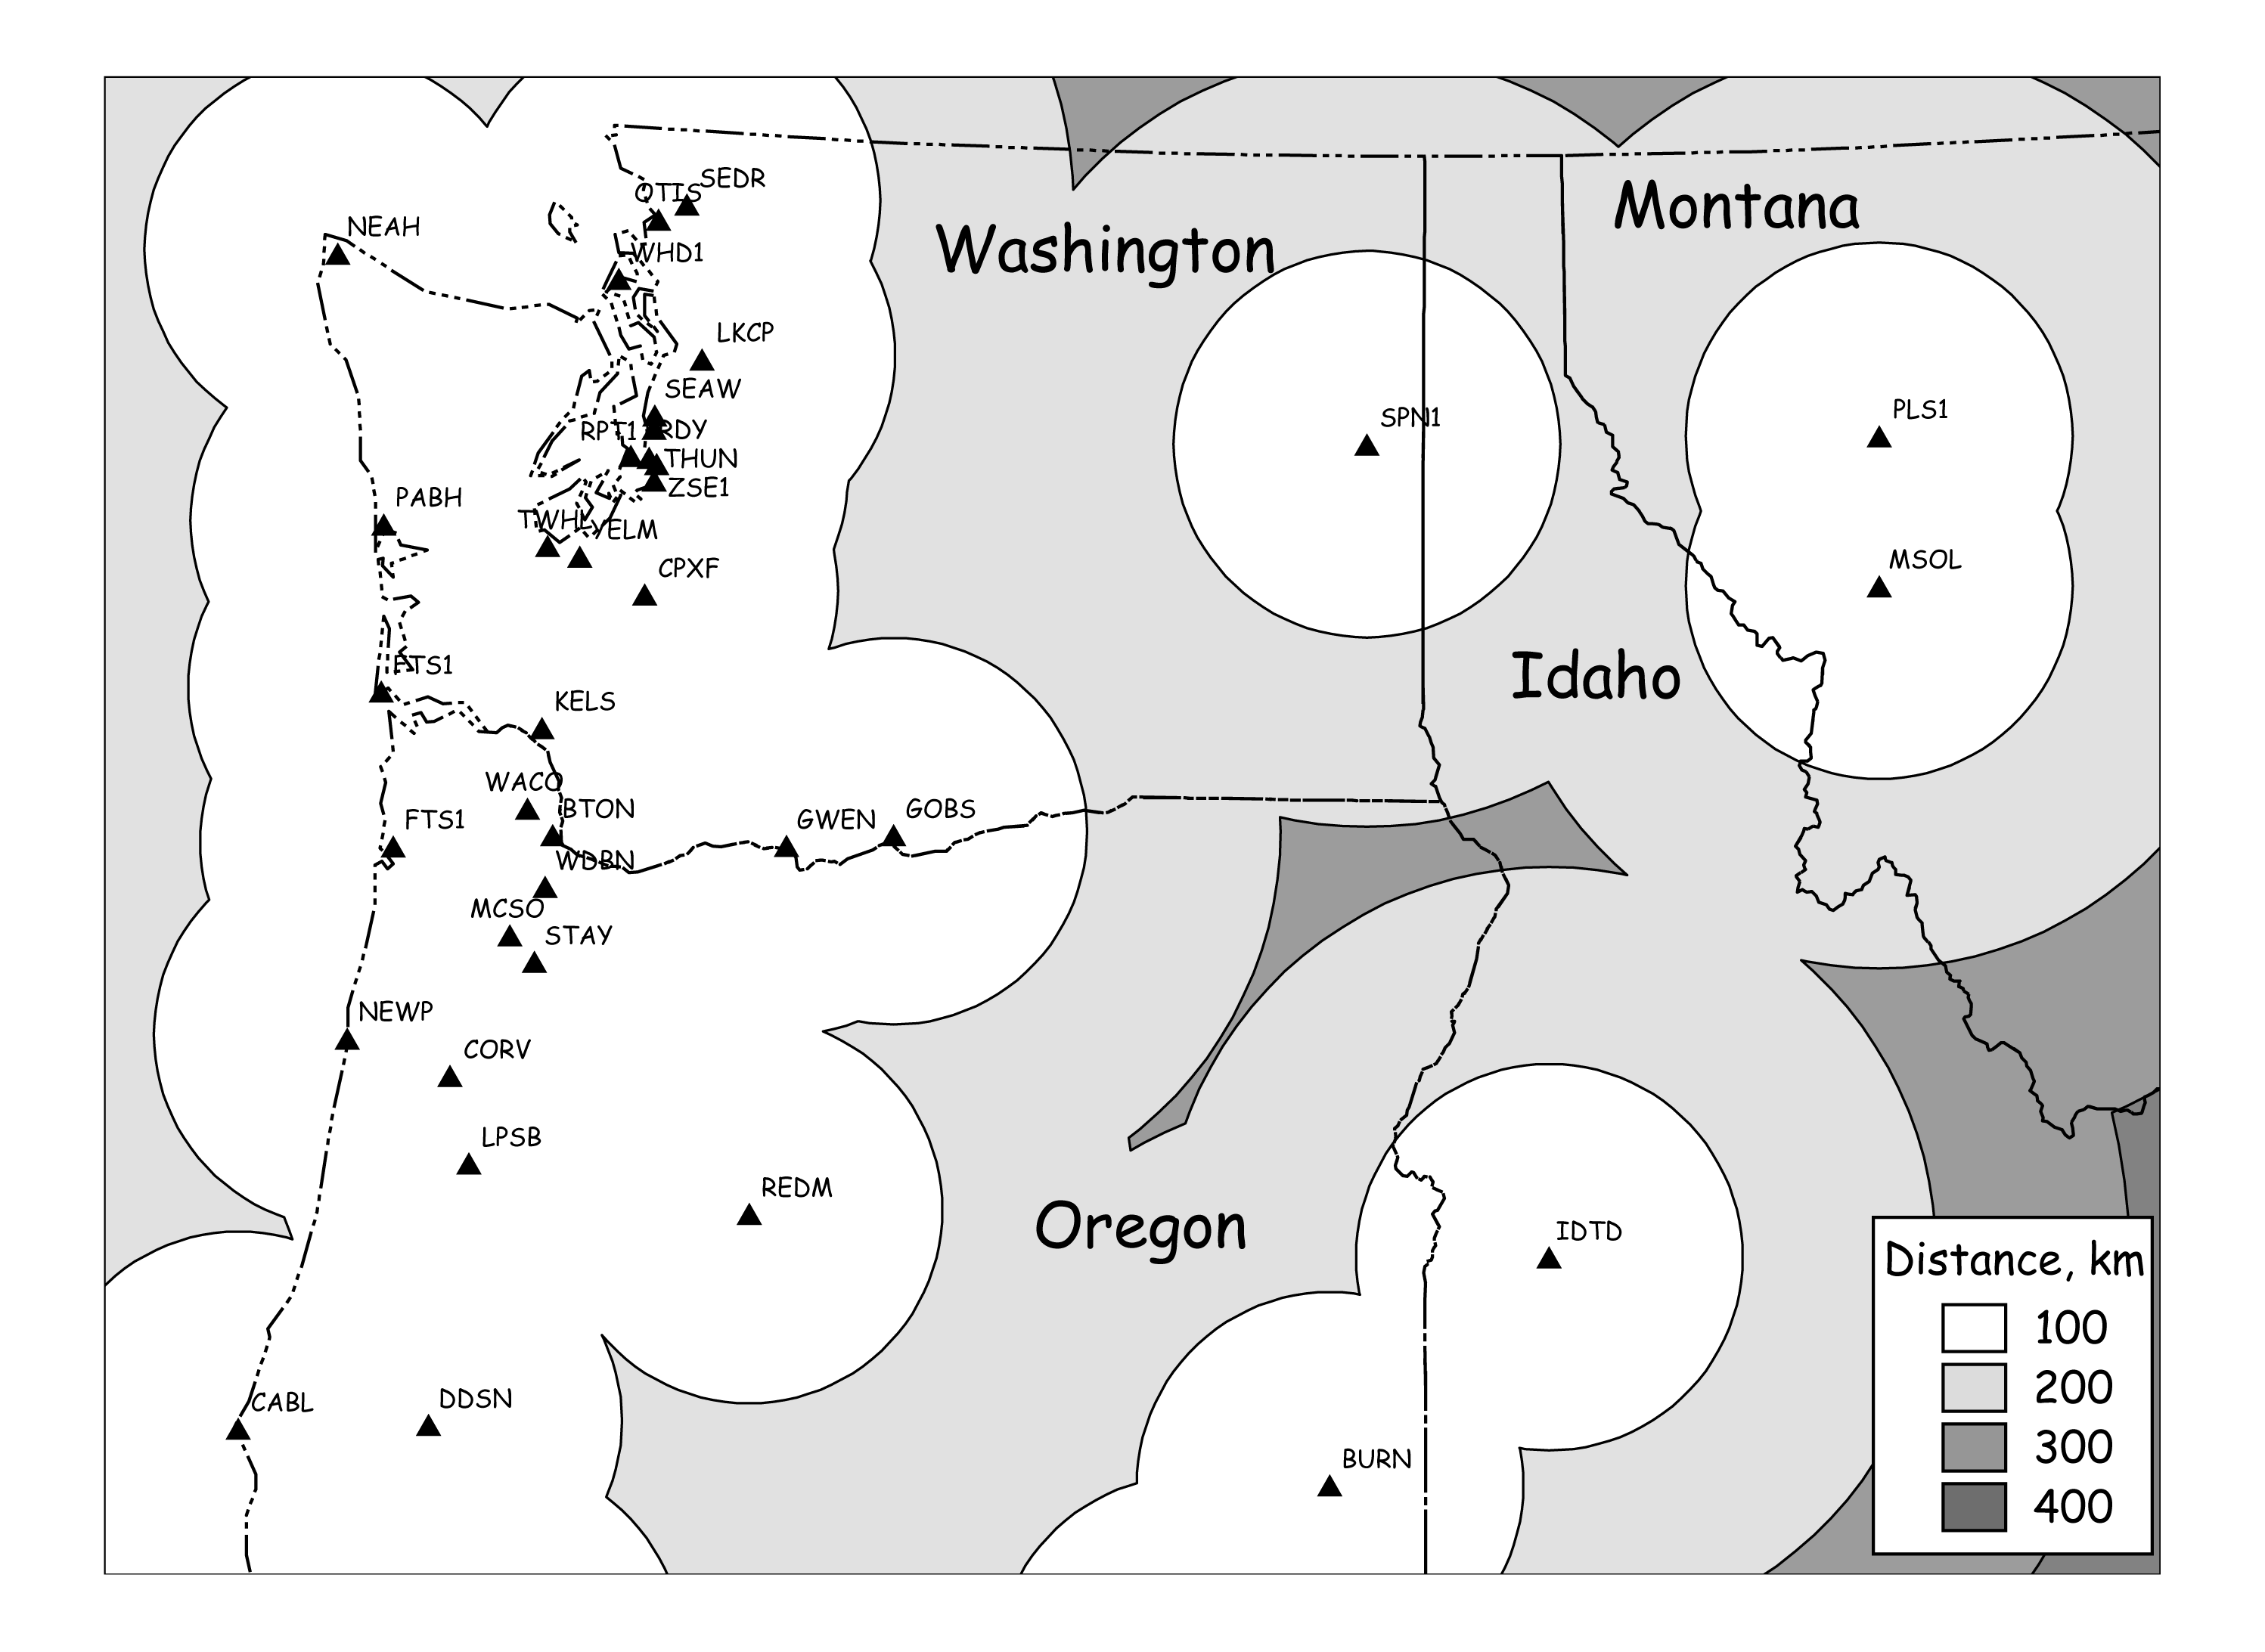 SEDR
OTIS
Montana
NEAH
WHD1
Washington
LKCP
SEAW
PLS1
SPN1
RPT1
RDY
THUN
ZSE1
PABH
TWHL
YELM
MSOL
CPXF
FTS1
Idaho
KELS
WACO
BTON
GWEN
GOBS
FTS1
WDBN
MCSO
STAY
NEWP
CORV
LPSB
REDM
Oregon
IDTD
Distance, km
100
200
300
400
CABL
DDSN
BURN